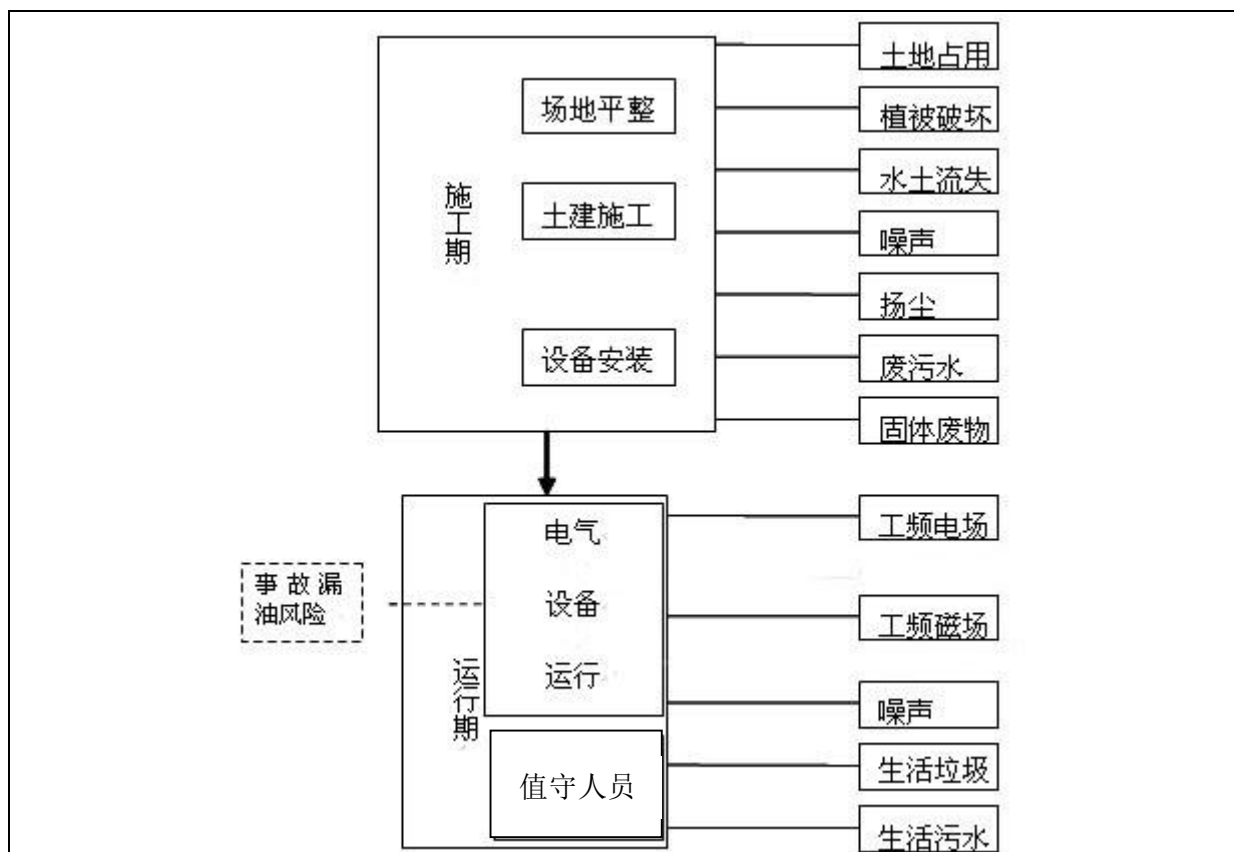 土地占用
场地平整
植被破坏
水土流失
施工期
土建施工
噪声
扬尘
设备安装
废污水
固体废物
电气
工频电场
事故漏
油风险
设备
工频磁场
运行
运行期
噪声
值守人员
生活垃圾
生活污水